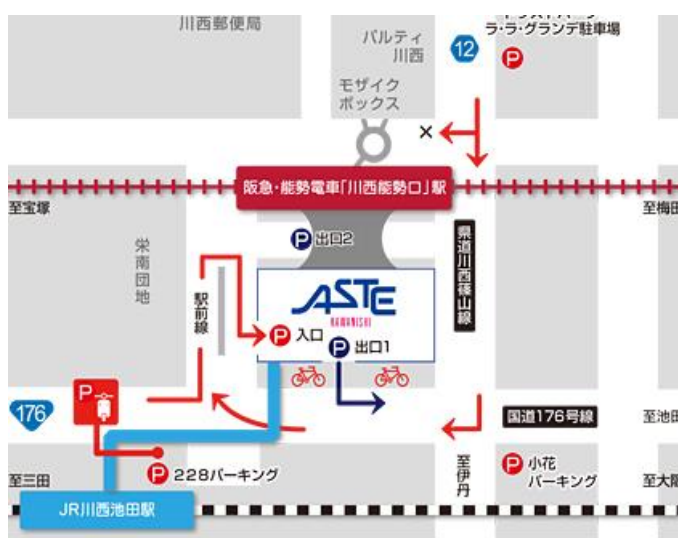 川西郵便局
パルティ
川西
12
ラ・ラ・グランデ駐車場
P
モザイク
ボックス
×
阪急・能勢電車「川西能勢口」駅
至宝塚
至梅田
P 出口2
栄南団地
県道川西篠山線
駅前線
ASTE
KAWANISHI
P 入口
P 出口1
P
176
国道176号線
至池田
P 228パーキング
至三田
至伊丹
P 小花
パーキング
至大阪
JR川西池田駅